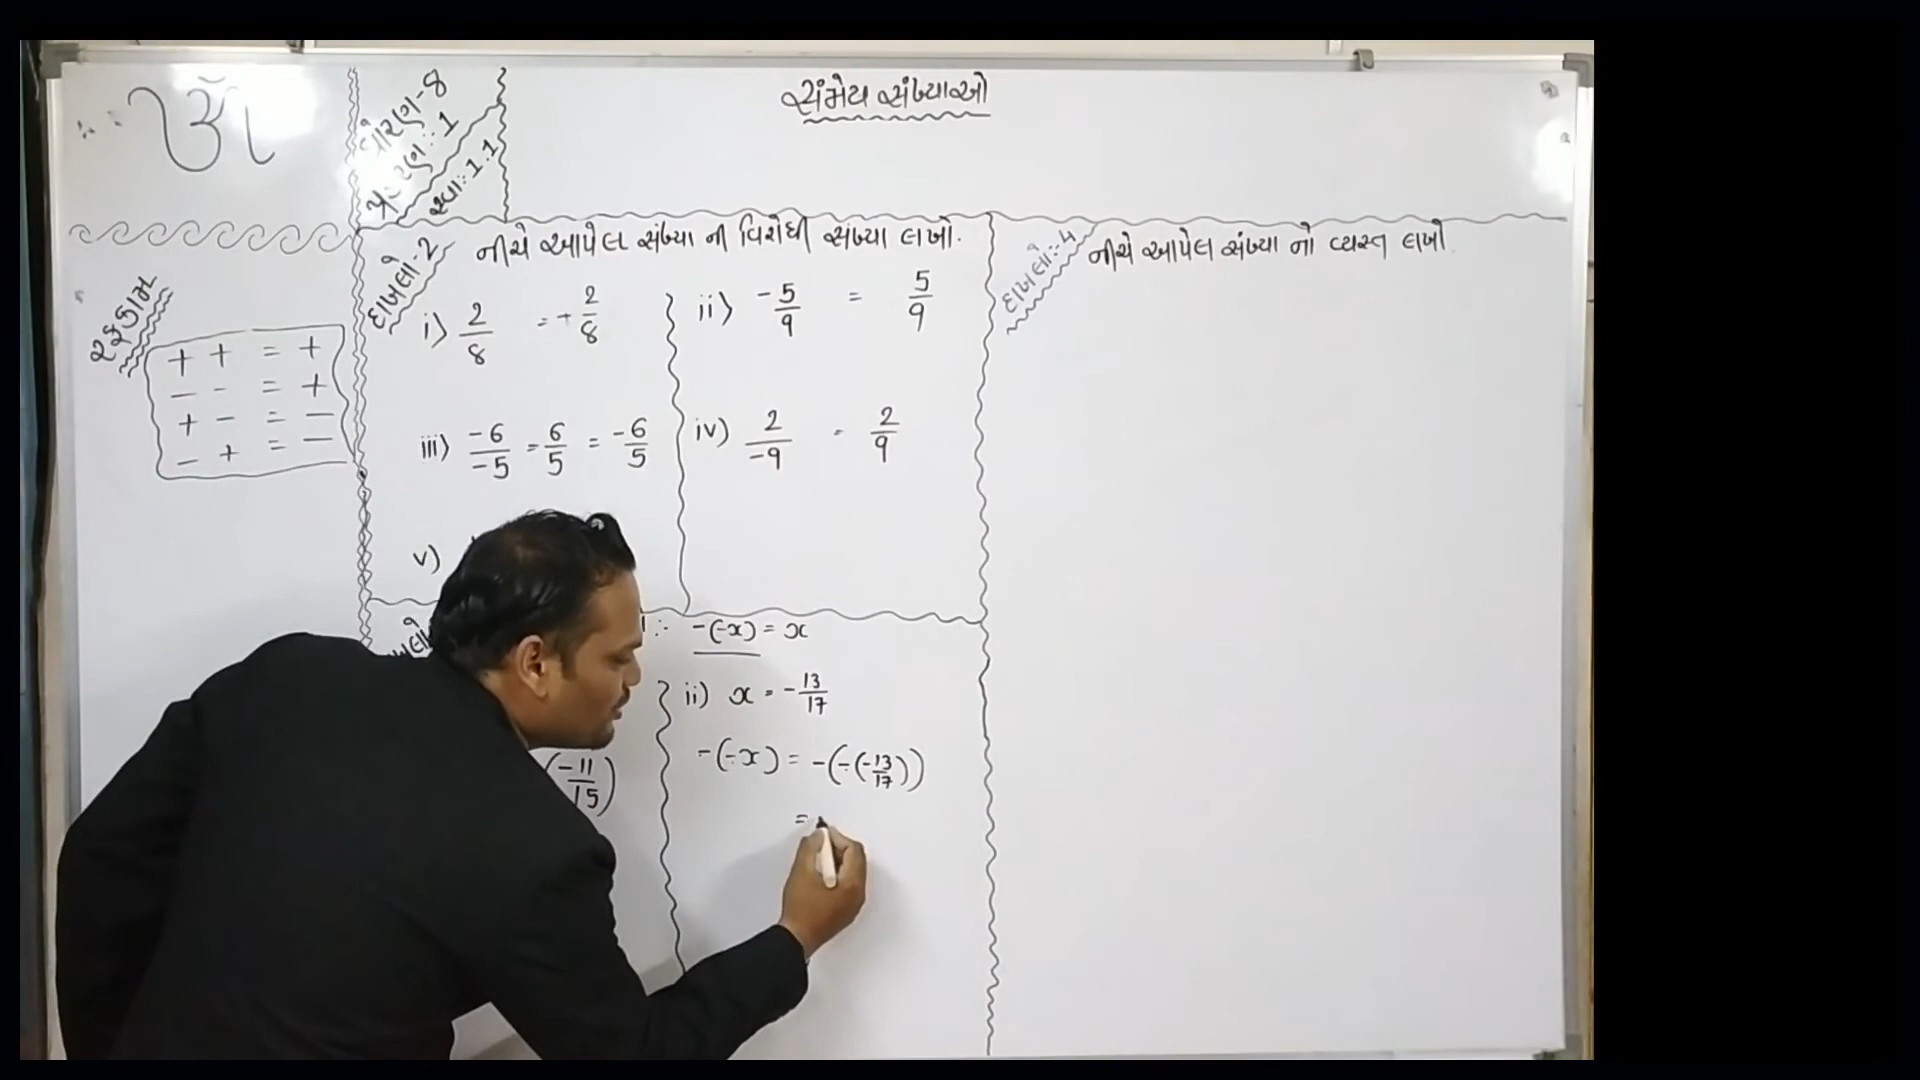 ૐ
ધોરણ-8
પ્રકરણ:1
સ્વા:1.1
સંમેય સંખ્યાઓ
રફકામ
+ + = +
- - = +
+ - = -
- + = -
દાખલો-2
નીચે આપેલ સંખ્યા ની વિરોધી સંખ્યા લખો.
i) 2/8 = + 2/8
ii) -5/9 = 5/9
iii) -6/-5 = 6/5 = -6/5
iv) 2/-9 = 2/9
v)
:- -(-x) = x
(-11/15)
ii) x = -13/17
-(-x) = -(-(-13/17))
=
દાખલો:-4
નીચે આપેલ સંખ્યા નો વ્યસ્ત લખો.